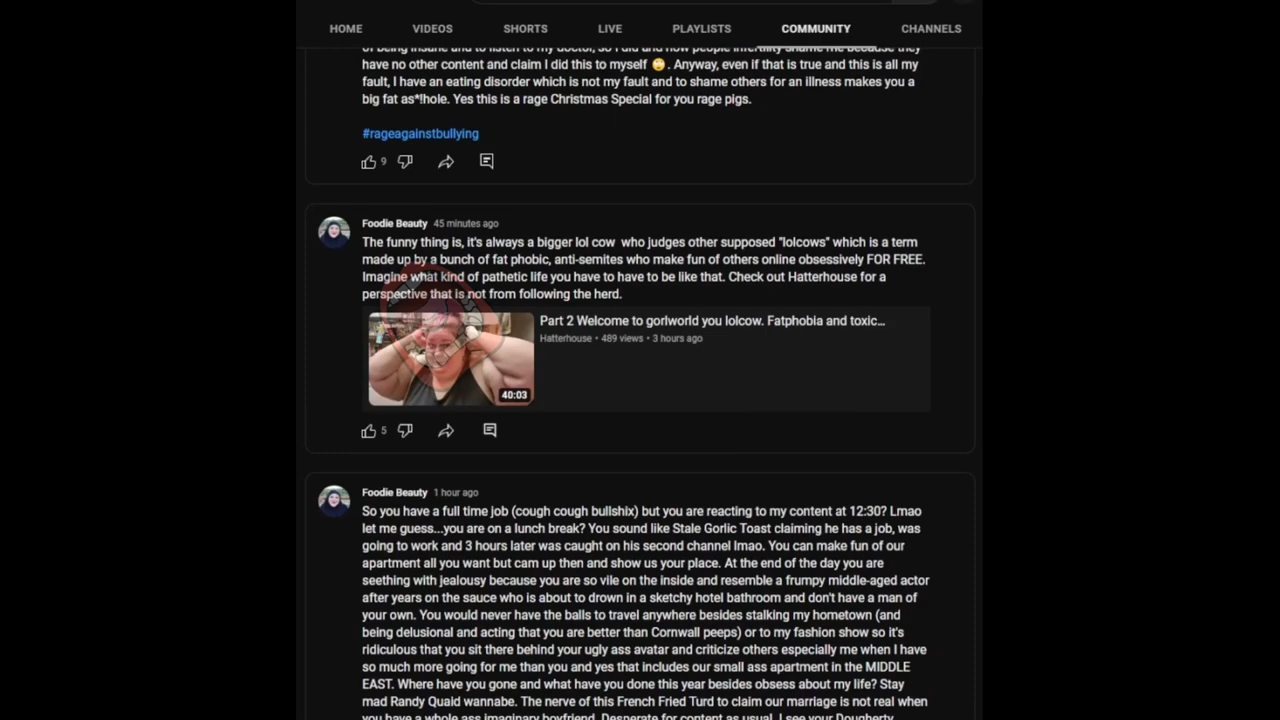 HOME VIDEOS SHORTS LIVE PLAYLISTS COMMUNITY CHANNELS
of being insane and to listen to my doctor, so I did and now people infertility shame me because they
have no other content and claim I did this to myself 🙄. Anyway, even if that is true and this is all my
fault, I have an eating disorder which is not my fault and to shame others for an illness makes you a
big fat as*!hole. Yes this is a rage Christmas Special for you rage pigs.
#rageagainstbullying
9
Foodie Beauty 45 minutes ago
The funny thing is, it's always a bigger lol cow who judges other supposed "lolcows" which is a term
made up by a bunch of fat phobic, anti-semites who make fun of others online obsessively FOR FREE.
Imagine what kind of pathetic life you have to have to be like that. Check out Hatterhouse for a
perspective that is not from following the herd.
Part 2 Welcome to gorlworld you lolcow. Fatphobia and toxic...
Hatterhouse • 489 views • 3 hours ago
40:03
5
Foodie Beauty 1 hour ago
So you have a full time job (cough cough bullshix) but you are reacting to my content at 12:30? Lmao
let me guess...you are on a lunch break? You sound like Stale Gorlic Toast claiming he has a job, was
going to work and 3 hours later was caught on his second channel lmao. You can make fun of our
apartment all you want but cam up then and show us your place. At the end of the day you are
seething with jealousy because you are so vile on the inside and resemble a frumpy middle-aged actor
after years on the sauce who is about to drown in a sketchy hotel bathroom and don't have a man of
your own. You would never have the balls to travel anywhere besides stalking my hometown (and
being delusional and acting that you are better than Cornwall peeps) or to my fashion show so it's
ridiculous that you sit there behind your ugly ass avatar and criticize others especially me when I have
so much more going for me than you and yes that includes our small ass apartment in the MIDDLE
EAST. Where have you gone and what have you done this year besides obsess about my life? Stay
mad Randy Quaid wannabe. The nerve of this French Fried Turd to claim our marriage is not real when
you have a whole ass imaginary boyfriend. Desperate for content as usual. I see your Dougherty